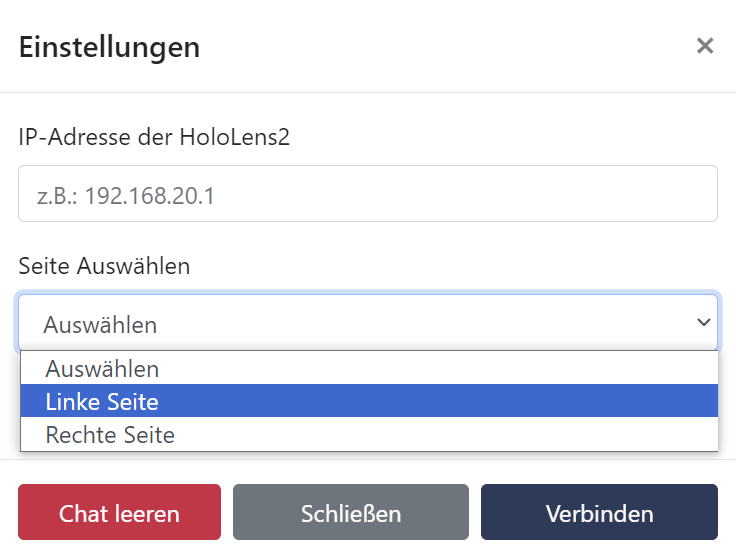 Einstellungen ×
IP-Adresse der HoloLens2
z.B.: 192.168.20.1
Seite Auswählen
Auswählen
Auswählen
Linke Seite
Rechte Seite
Chat leeren Schließen Verbinden